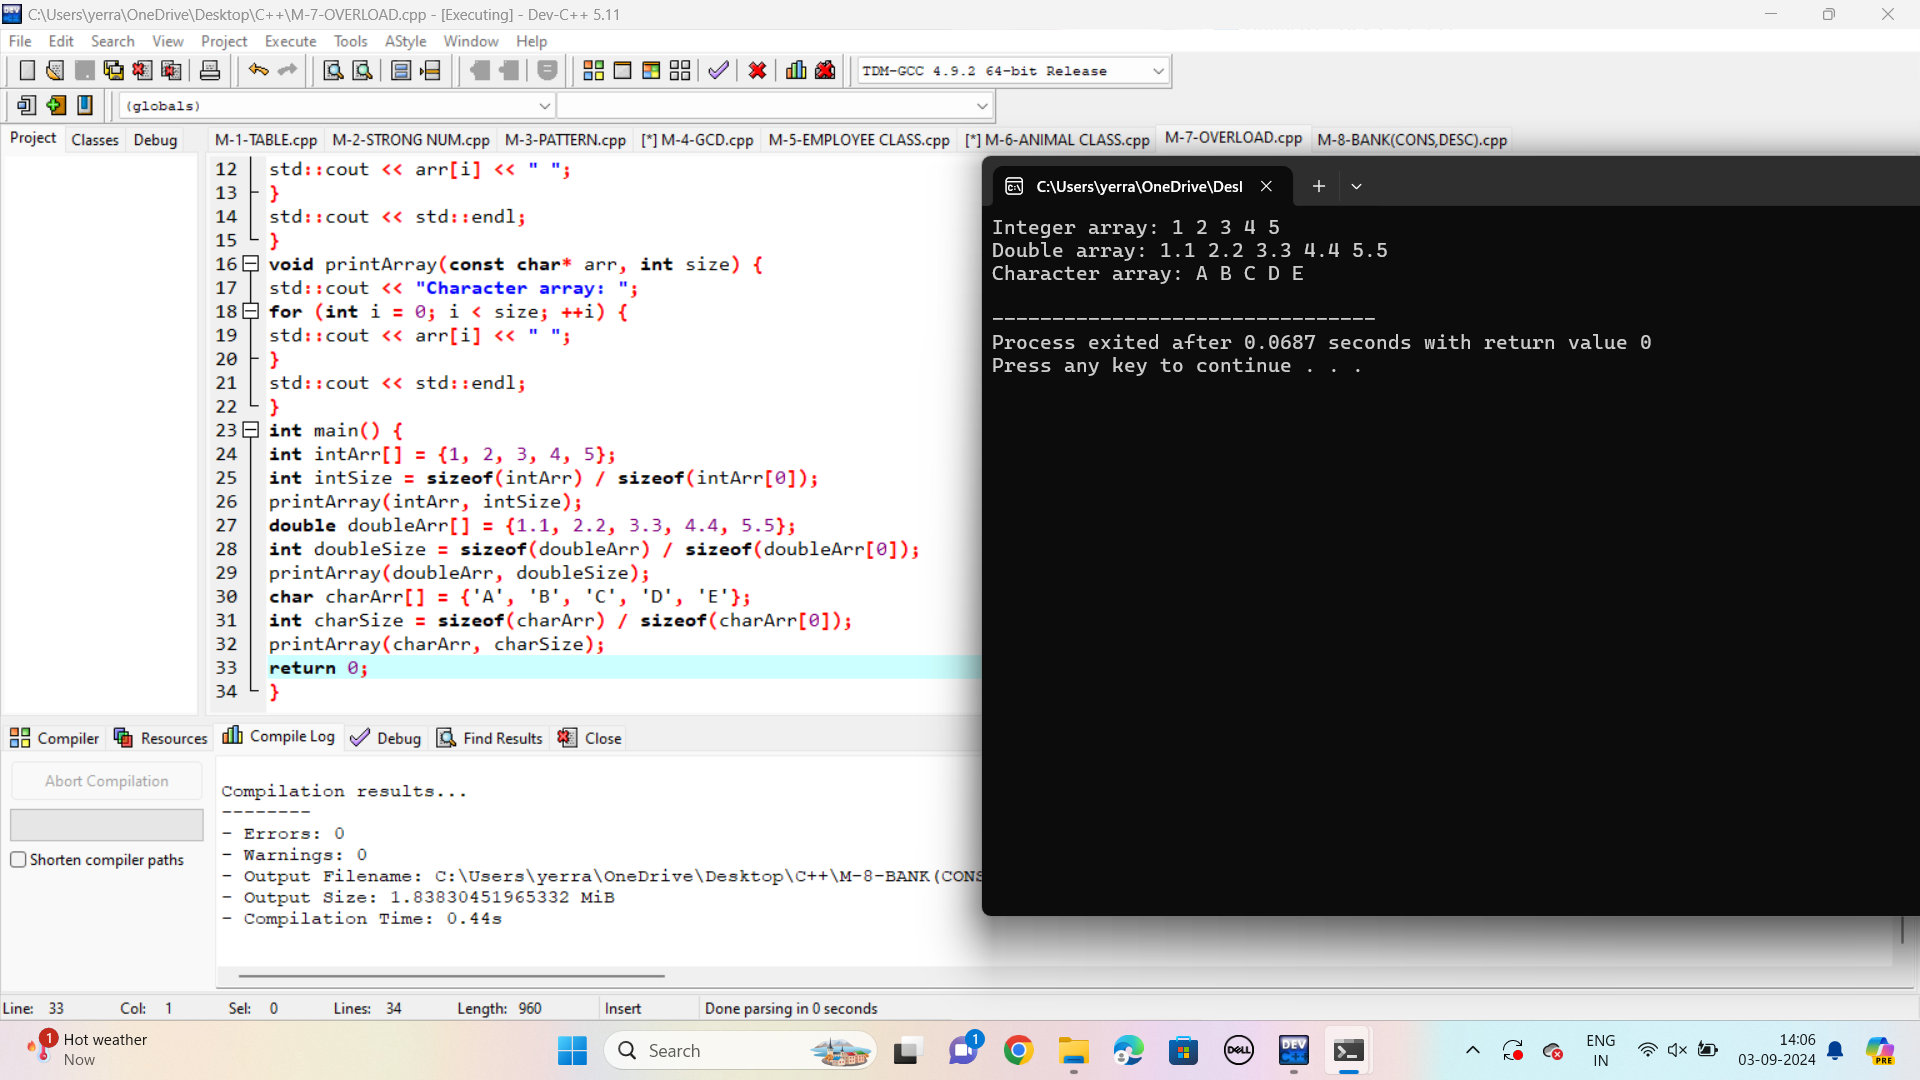 C:\Users\yerra\OneDrive\Desktop\C++\M-7-OVERLOAD.cpp - [Executing] - Dev-C++ 5.11
File Edit Search View Project Execute Tools AStyle Window Help
TDM-GCC 4.9.2 64-bit Release
(globals)
Project Classes Debug M-1-TABLE.cpp M-2-STRONG NUM.cpp M-3-PATTERN.cpp [*] M-4-GCD.cpp M-5-EMPLOYEE CLASS.cpp [*] M-6-ANIMAL CLASS.cpp M-7-OVERLOAD.cpp M-8-BANK(CONS,DESC).cpp
12 std::cout << arr[i] << " ";
13 }
14 std::cout << std::endl;
15 }
16 void printArray(const char* arr, int size) {
17 std::cout << "Character array: ";
18 for (int i = 0; i < size; ++i) {
19 std::cout << arr[i] << " ";
20 }
21 std::cout << std::endl;
22 }
23 int main() {
24 int intArr[] = {1, 2, 3, 4, 5};
25 int intSize = sizeof(intArr) / sizeof(intArr[0]);
26 printArray(intArr, intSize);
27 double doubleArr[] = {1.1, 2.2, 3.3, 4.4, 5.5};
28 int doubleSize = sizeof(doubleArr) / sizeof(doubleArr[0]);
29 printArray(doubleArr, doubleSize);
30 char charArr[] = {'A', 'B', 'C', 'D', 'E'};
31 int charSize = sizeof(charArr) / sizeof(charArr[0]);
32 printArray(charArr, charSize);
33 return 0;
34 }
C:\Users\yerra\OneDrive\Desl
Integer array: 1 2 3 4 5
Double array: 1.1 2.2 3.3 4.4 5.5
Character array: A B C D E
--------------------------------
Process exited after 0.0687 seconds with return value 0
Press any key to continue . . .
Compiler Resources Compile Log Debug Find Results Close
Abort Compilation
Shorten compiler paths
Compilation results...
--------
- Errors: 0
- Warnings: 0
- Output Filename: C:\Users\yerra\OneDrive\Desktop\C++\M-8-BANK(CONS
- Output Size: 1.83830451965332 MiB
- Compilation Time: 0.44s
Line: 33 Col: 1 Sel: 0 Lines: 34 Length: 960 Insert Done parsing in 0 seconds
1 Hot weather
Now
Search
1
DELL
DEV
PRE
ENG
IN
14:06
03-09-2024